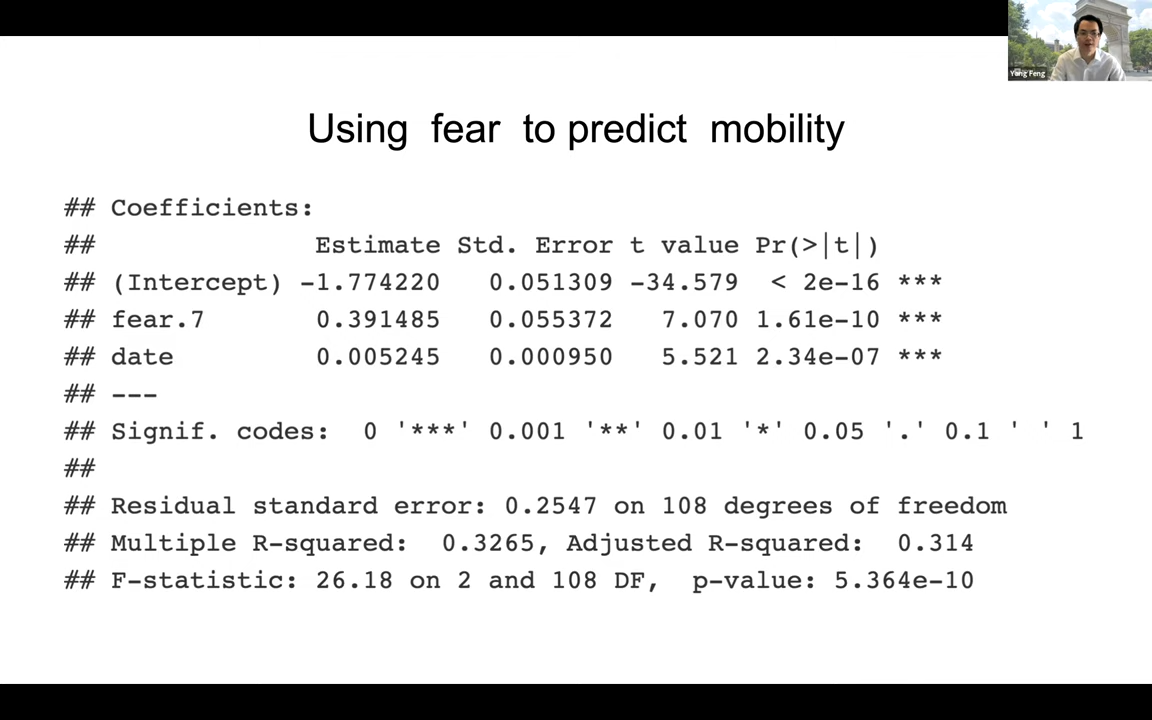 Yang Feng
Using fear to predict mobility
## Coefficients:
## Estimate Std. Error t value Pr(>|t|)
## (Intercept) -1.774220 0.051309 -34.579 < 2e-16 ***
## fear.7 0.391485 0.055372 7.070 1.61e-10 ***
## date 0.005245 0.000950 5.521 2.34e-07 ***
## ---
## Signif. codes: 0 '***' 0.001 '**' 0.01 '*' 0.05 '.' 0.1 ' ' 1
##
## Residual standard error: 0.2547 on 108 degrees of freedom
## Multiple R-squared: 0.3265, Adjusted R-squared: 0.314
## F-statistic: 26.18 on 2 and 108 DF, p-value: 5.364e-10